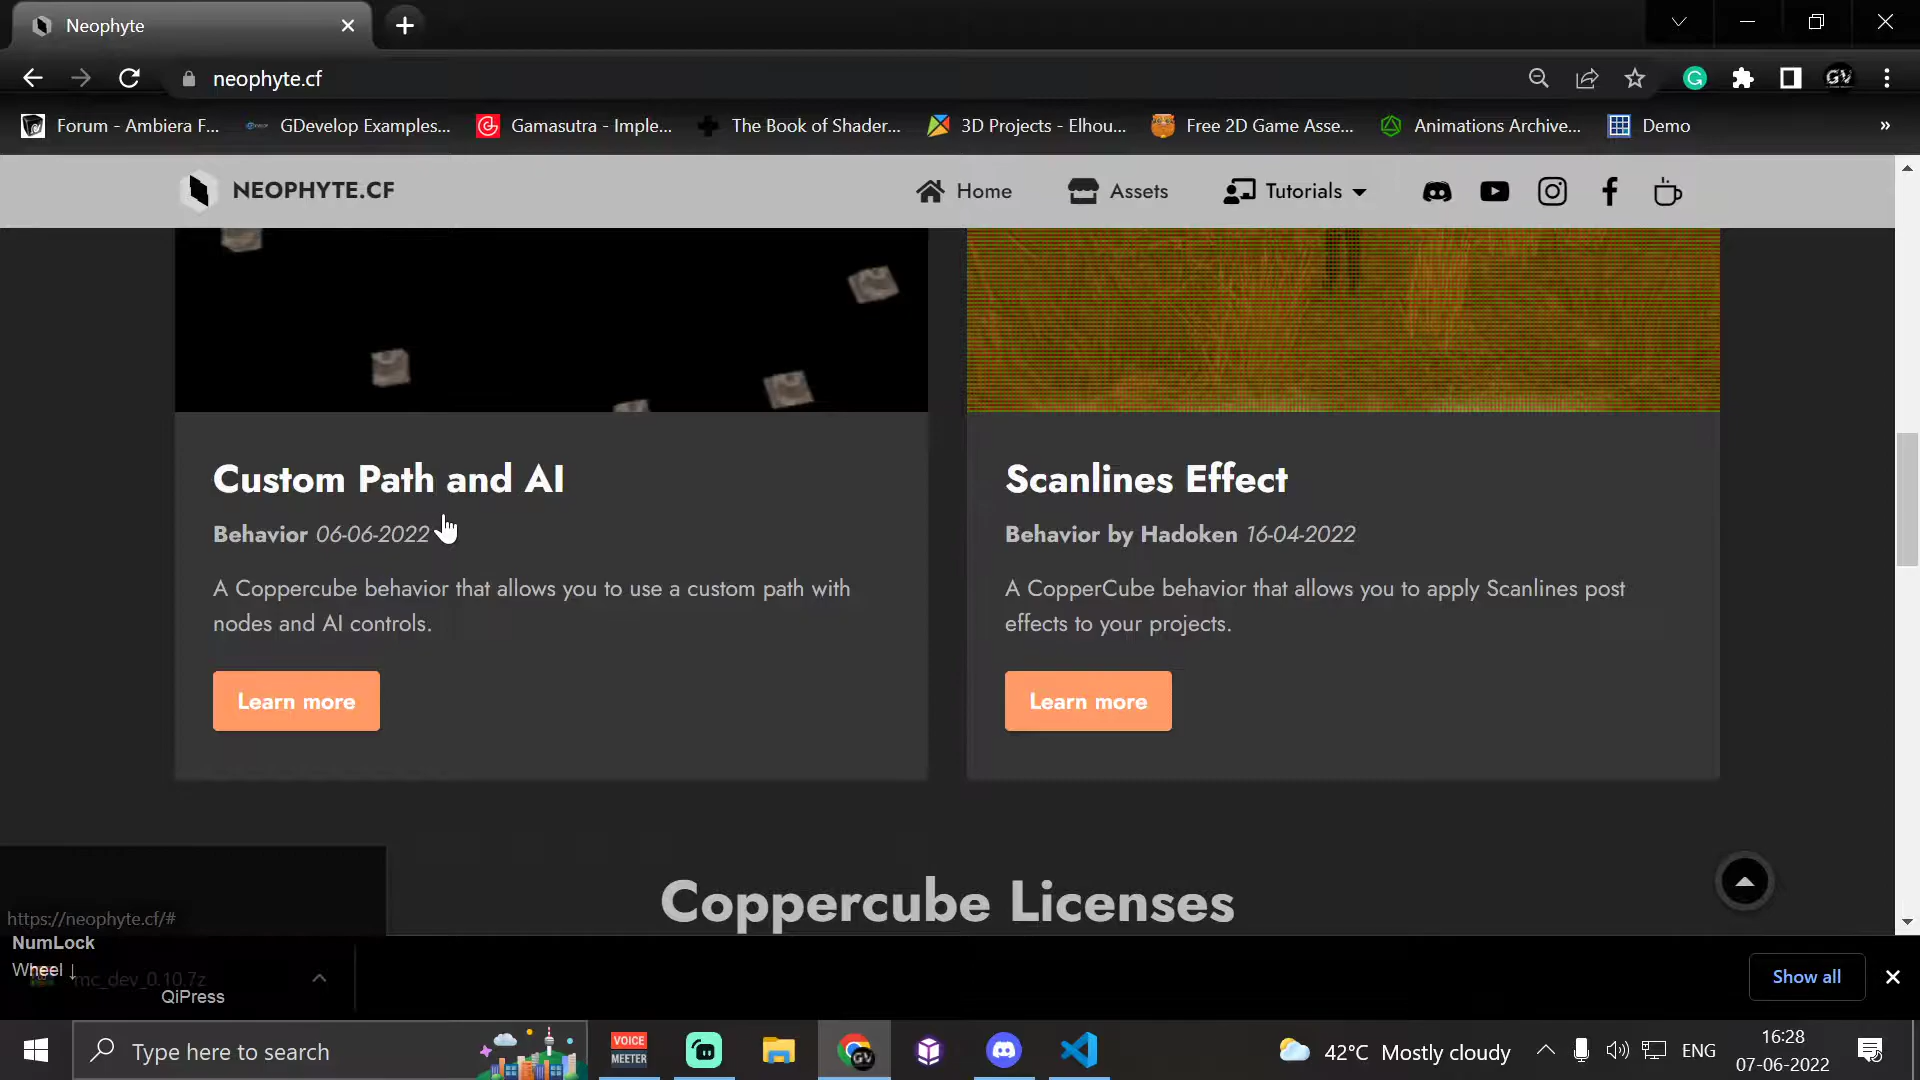 Neophyte
neophyte.cf
Forum - Ambiera F...
GDevelop Examples...
Gamasutra - Imple...
The Book of Shader...
3D Projects - Elhou...
Free 2D Game Asse...
Animations Archive...
Demo
»
NEOPHYTE.CF
Home
Assets
Tutorials
Custom Path and AI
Behavior 06-06-2022
A Coppercube behavior that allows you to use a custom path with
nodes and AI controls.
Learn more
Scanlines Effect
Behavior by Hadoken 16-04-2022
A CopperCube behavior that allows you to apply Scanlines post
effects to your projects.
Learn more
Coppercube Licenses
https://neophyte.cf/#
NumLock
Wheel ↓
mc_dev_0.10.7z
QiPress
Show all
Type here to search
VOICE
MEETER
GV
42°C Mostly cloudy
ENG
16:28
07-06-2022